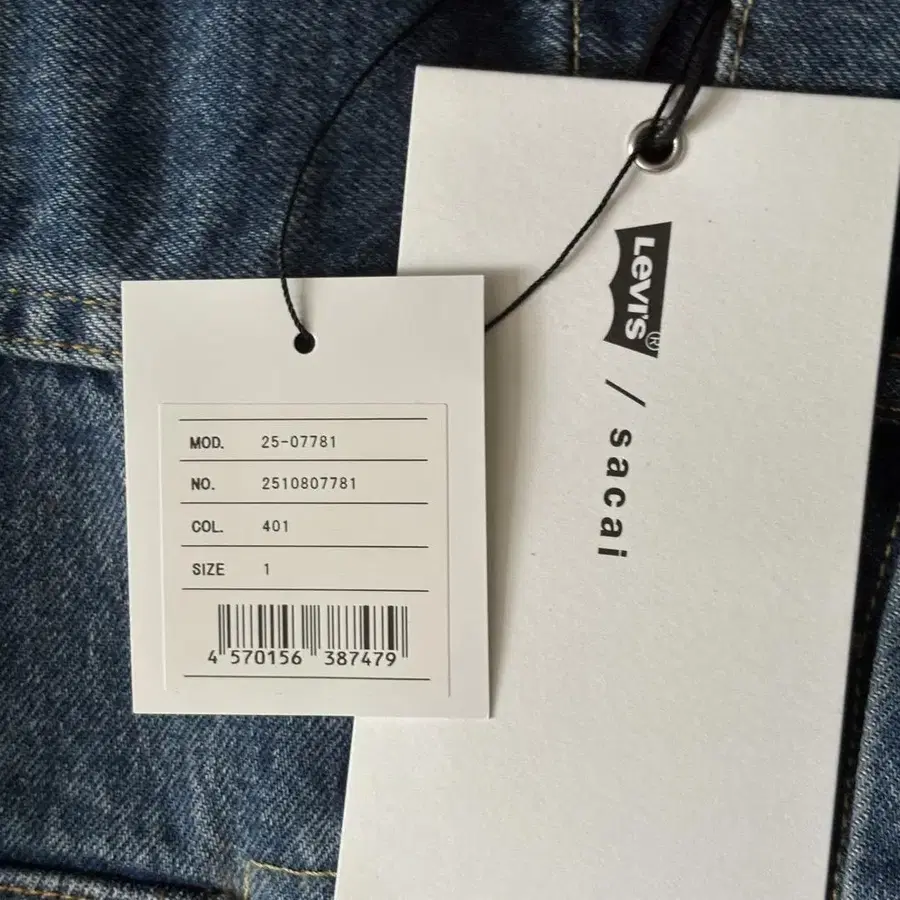 MOD. 25-07781
NO. 2510807781
COL. 401
SIZE 1
4 570156 387479
LEVI'S® / sacai